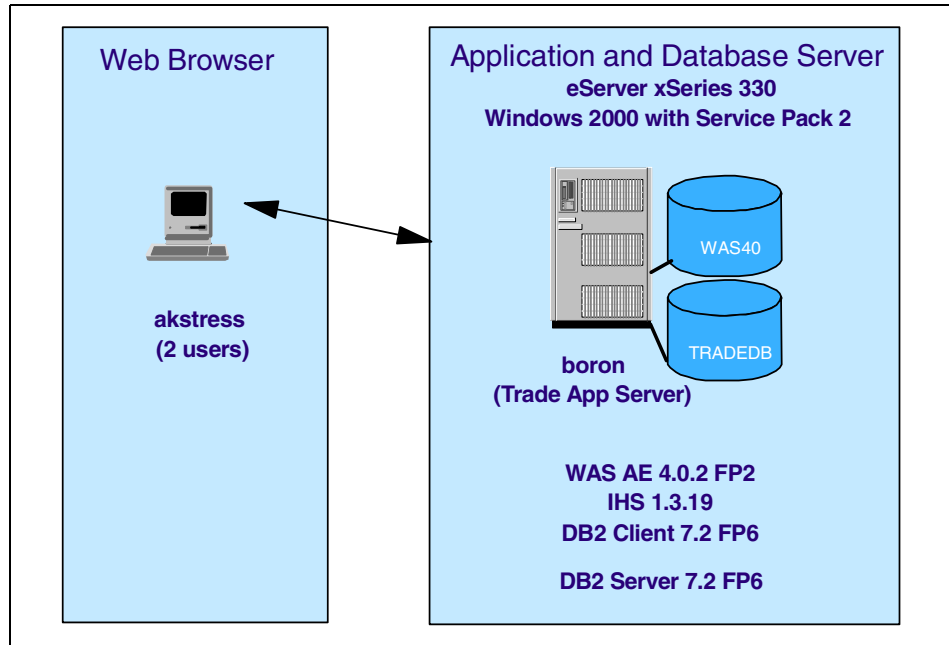 Web Browser
akstress
(2 users)
Application and Database Server
eServer xSeries 330
Windows 2000 with Service Pack 2
WAS40
TRADEDB
boron
(Trade App Server)
WAS AE 4.0.2 FP2
IHS 1.3.19
DB2 Client 7.2 FP6
DB2 Server 7.2 FP6